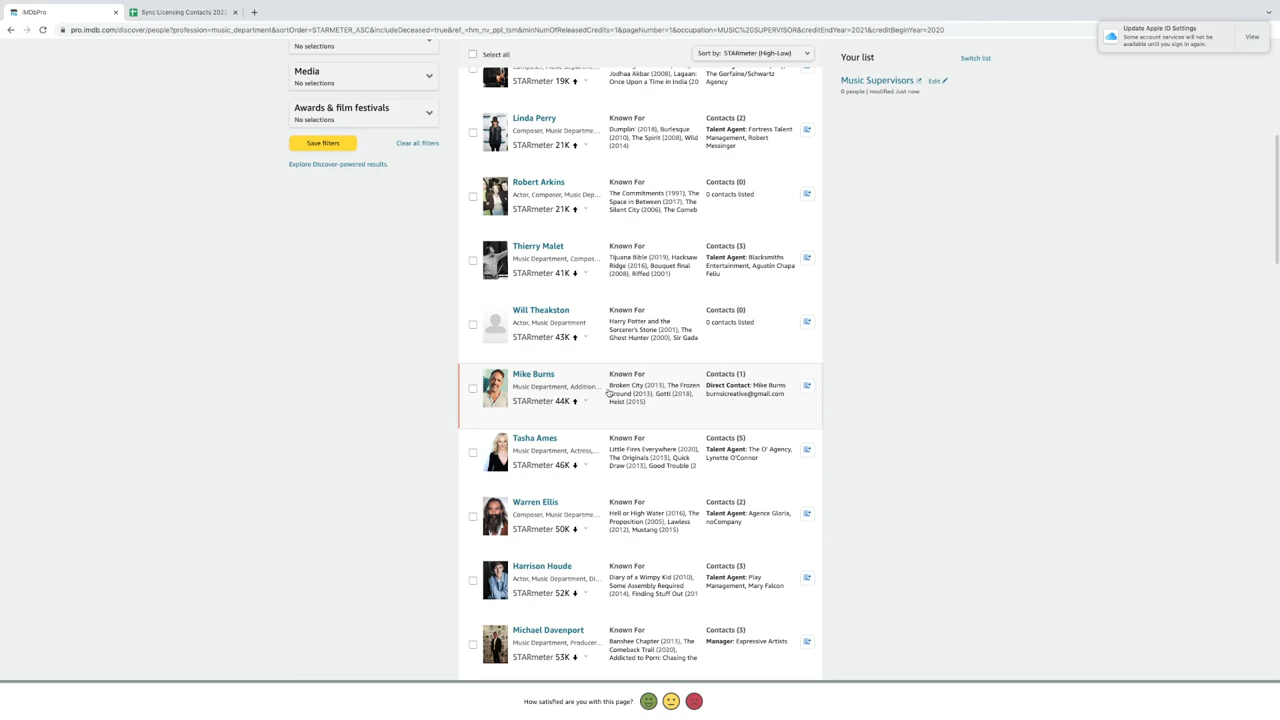 IMDbPro
Sync Licensing Contacts 202
pro.imdb.com/discover/people?profession=music_department&sortOrder=STARMETER_ASC&includeDeceased=true&ref_=hm_nv_ppl_tsm&minNumOfReleasedCredits=1&pageNumber=1&occupation=MUSIC%20SUPERVISOR&creditEndYear=2021&creditBeginYear=2020
Update Apple ID Settings
Some account services will not be
available until you sign in again.
View
No selections
Media
No selections
Awards & film festivals
No selections
Save filters
Clear all filters
Explore Discover-powered results.
Select all
Sort by: STARmeter (High-Low)
STARmeter 19K
Jodhaa Akbar (2008), Lagaan:
Once Upon a Time in India (20
The Gorfaine/Schwartz
Agency
Linda Perry
Composer, Music Departme...
STARmeter 21K
Known For
Dumplin' (2018), Burlesque
(2010), The Spirit (2008), Wild
(2014)
Contacts (2)
Talent Agent: Fortress Talent
Management, Robert
Messinger
Robert Arkins
Actor, Composer, Music Dep...
STARmeter 21K
Known For
The Commitments (1991), The
Space in Between (2017), The
Silent City (2006), The Comeb
Contacts (0)
0 contacts listed
Thierry Malet
Music Department, Compos...
STARmeter 41K
Known For
Tijuana Bible (2019), Hacksaw
Ridge (2016), Bouquet final
(2008), Riffed (2001)
Contacts (3)
Talent Agent: Blacksmiths
Entertainment, Agustín Chapa
Feliu
Will Theakston
Actor, Music Department
STARmeter 43K
Known For
Harry Potter and the
Sorcerer's Stone (2001), The
Ghost Hunter (2000), Sir Gada
Contacts (0)
0 contacts listed
Mike Burns
Music Department, Addition...
STARmeter 44K
Known For
Broken City (2013), The Frozen
Ground (2013), Gotti (2018),
Heist (2015)
Contacts (1)
Direct Contact: Mike Burns
burnsicreative@gmail.com
Tasha Ames
Music Department, Actress,...
STARmeter 46K
Known For
Little Fires Everywhere (2020),
The Originals (2013), Quick
Draw (2013), Good Trouble (2
Contacts (5)
Talent Agent: The O' Agency,
Lynette O'Connor
Warren Ellis
Composer, Music Departme...
STARmeter 50K
Known For
Hell or High Water (2016), The
Proposition (2005), Lawless
(2012), Mustang (2015)
Contacts (2)
Talent Agent: Agence Gloria,
noCompany
Harrison Houde
Actor, Music Department, Di...
STARmeter 52K
Known For
Diary of a Wimpy Kid (2010),
Some Assembly Required
(2014), Finding Stuff Out (201
Contacts (3)
Talent Agent: Play
Management, Mary Falcon
Michael Davenport
Music Department, Producer...
STARmeter 53K
Known For
Banshee Chapter (2013), The
Comeback Trail (2020),
Addicted to Porn: Chasing the
Contacts (3)
Manager: Expressive Artists
Your list
Switch list
Music Supervisors
Edit
0 people | modified Just now
How satisfied are you with this page?